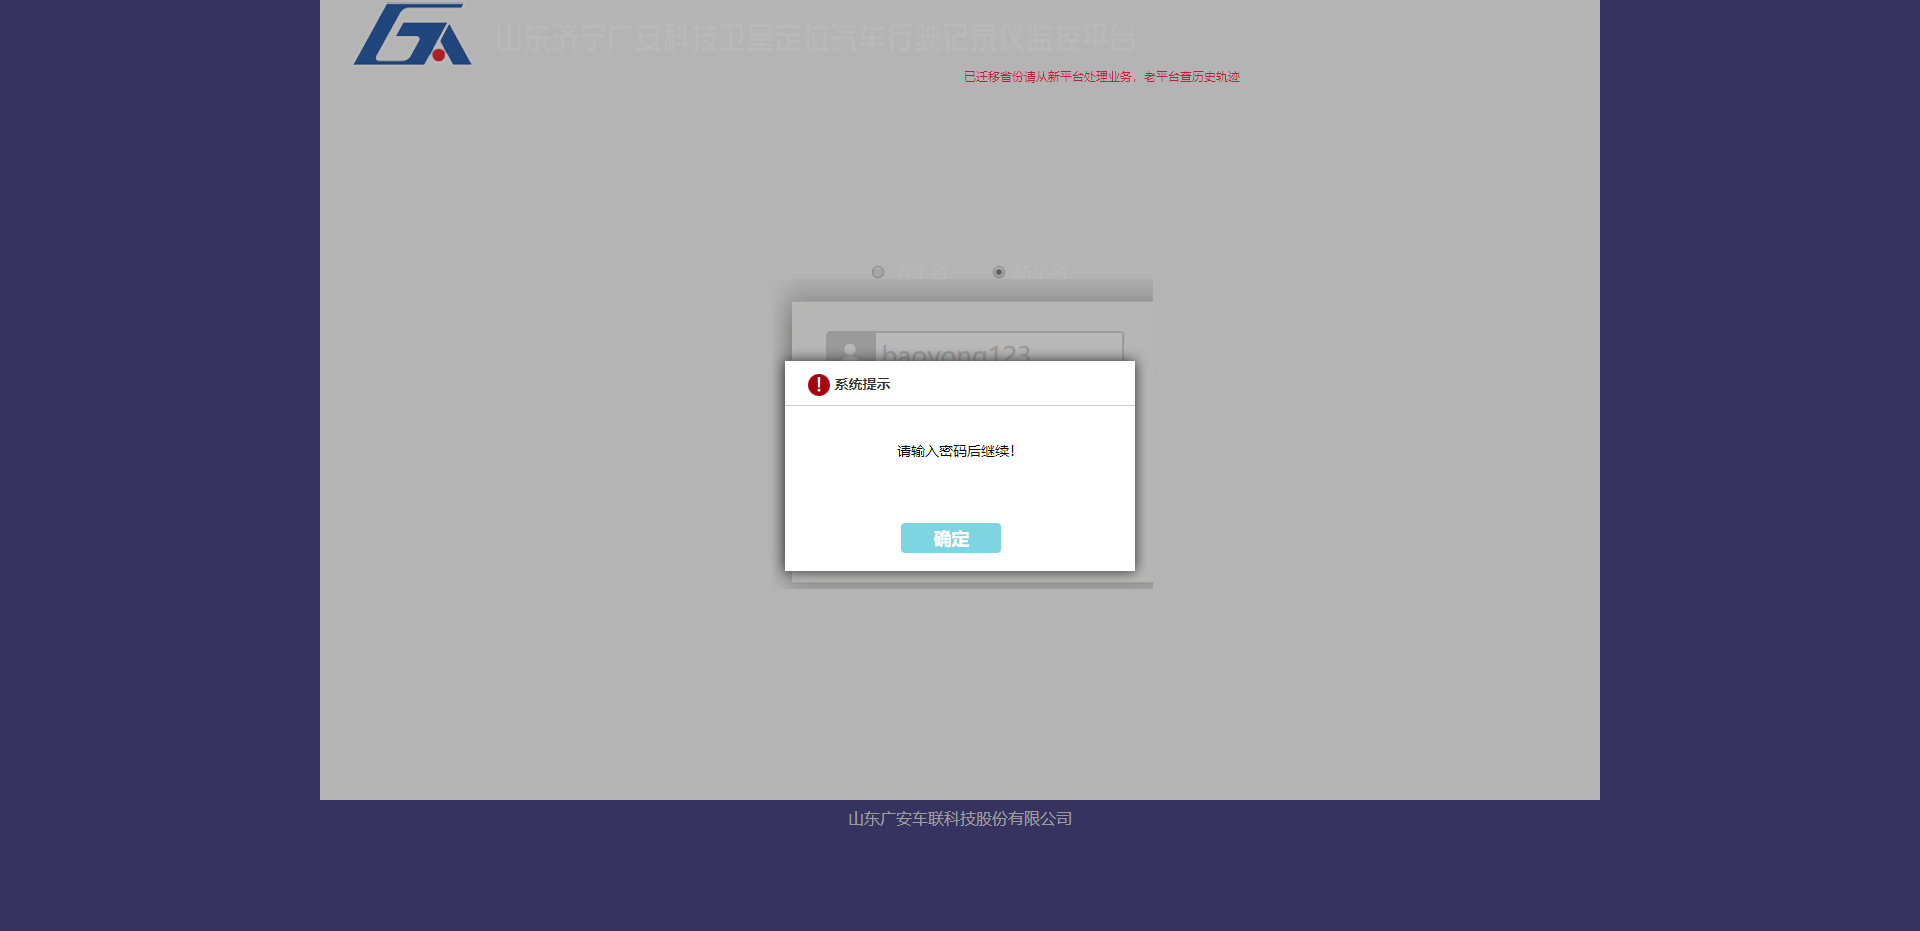 山东济宁广安科技卫星定位汽车行驶记录仪监控平台
已迁移省份请从新平台处理业务，老平台查历史轨迹
老平台 新平台
baoyong123
系统提示
请输入密码后继续！
确定
山东广安车联科技股份有限公司